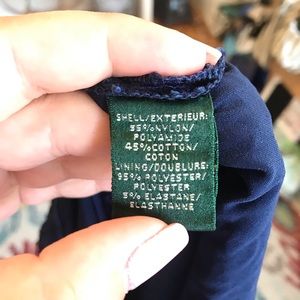 SHELL/EXTERIEUR:
55%NYLON/
POLYAMIDE
45%COTTON/
COTON
LINING/DOUBLURE:
95%POLYESTER/
POLYESTER
5%ELASTANE/
ELASTHANNE